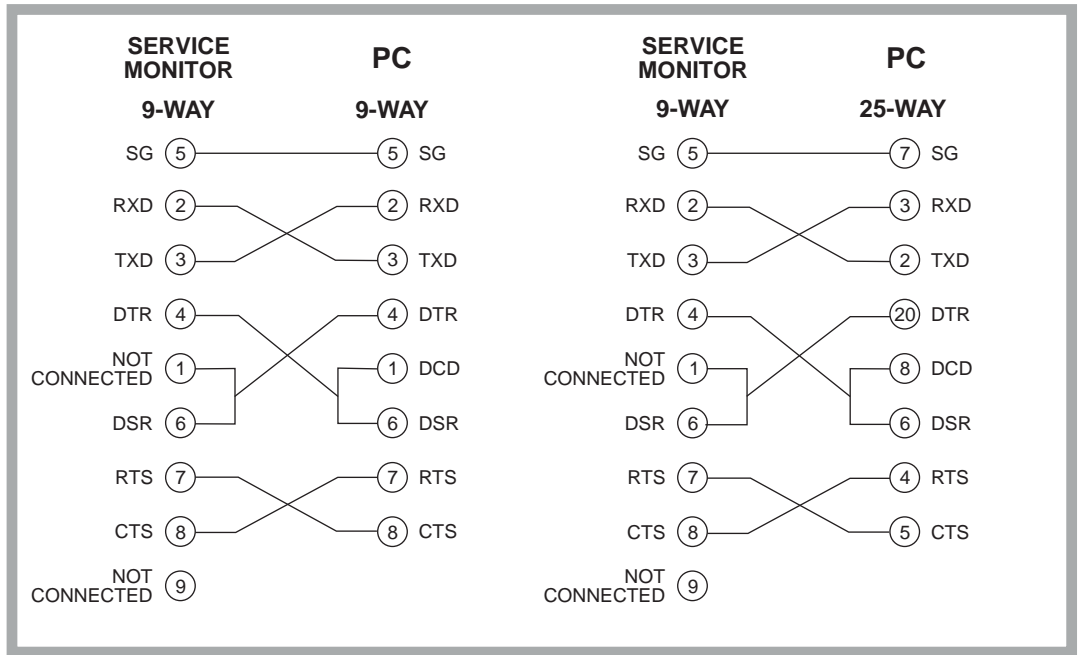 SERVICE
MONITOR
PC
9-WAY
9-WAY
SG 5 5 SG
RXD 2 2 RXD
TXD 3 3 TXD
DTR 4 4 DTR
NOT
CONNECTED 1 1 DCD
DSR 6 6 DSR
RTS 7 7 RTS
CTS 8 8 CTS
NOT
CONNECTED 9
SERVICE
MONITOR
PC
9-WAY
25-WAY
SG 5 7 SG
RXD 2 3 RXD
TXD 3 2 TXD
DTR 4 20 DTR
NOT
CONNECTED 1 8 DCD
DSR 6 6 DSR
RTS 7 4 RTS
CTS 8 5 CTS
NOT
CONNECTED 9